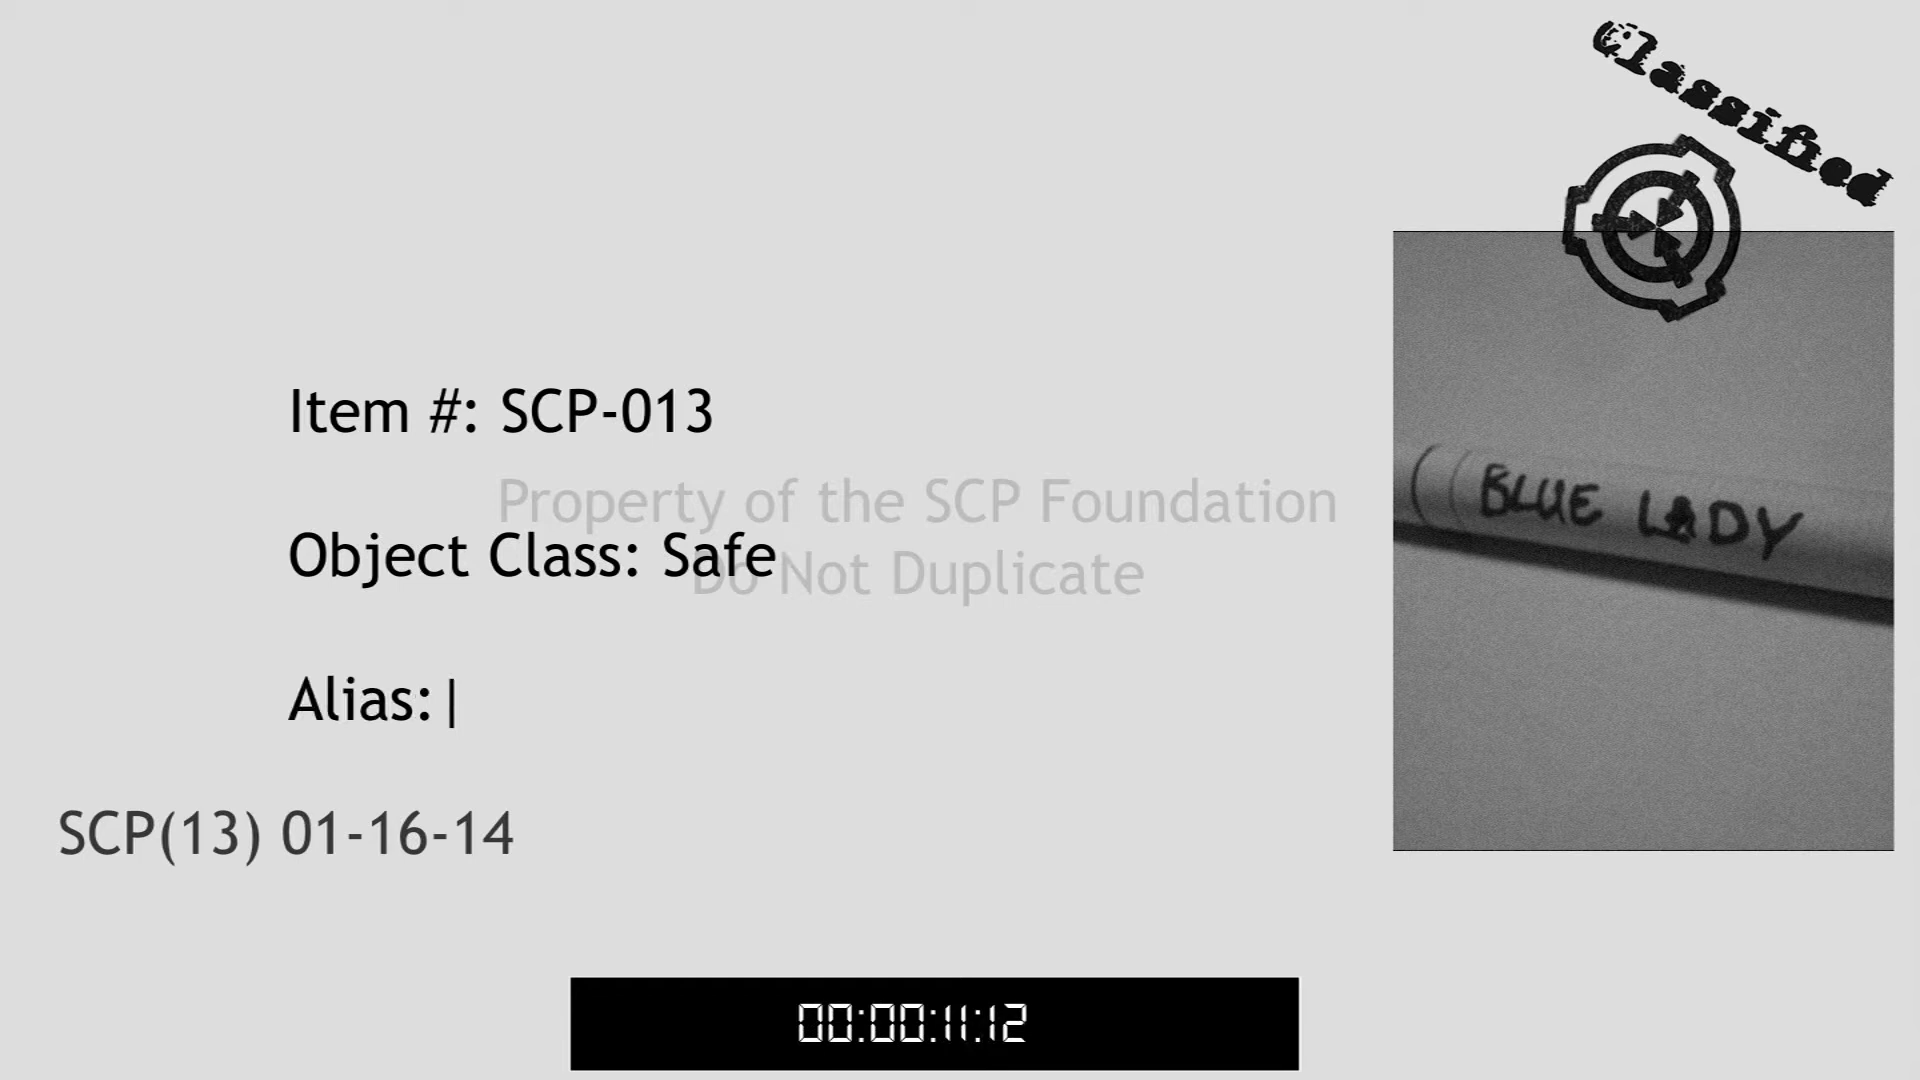 Classified
Item #: SCP-013
Property of the SCP Foundation
Object Class: Safe
Do Not Duplicate
BLUE LADY
Alias:|
SCP(13) 01-16-14
00:00:11:12